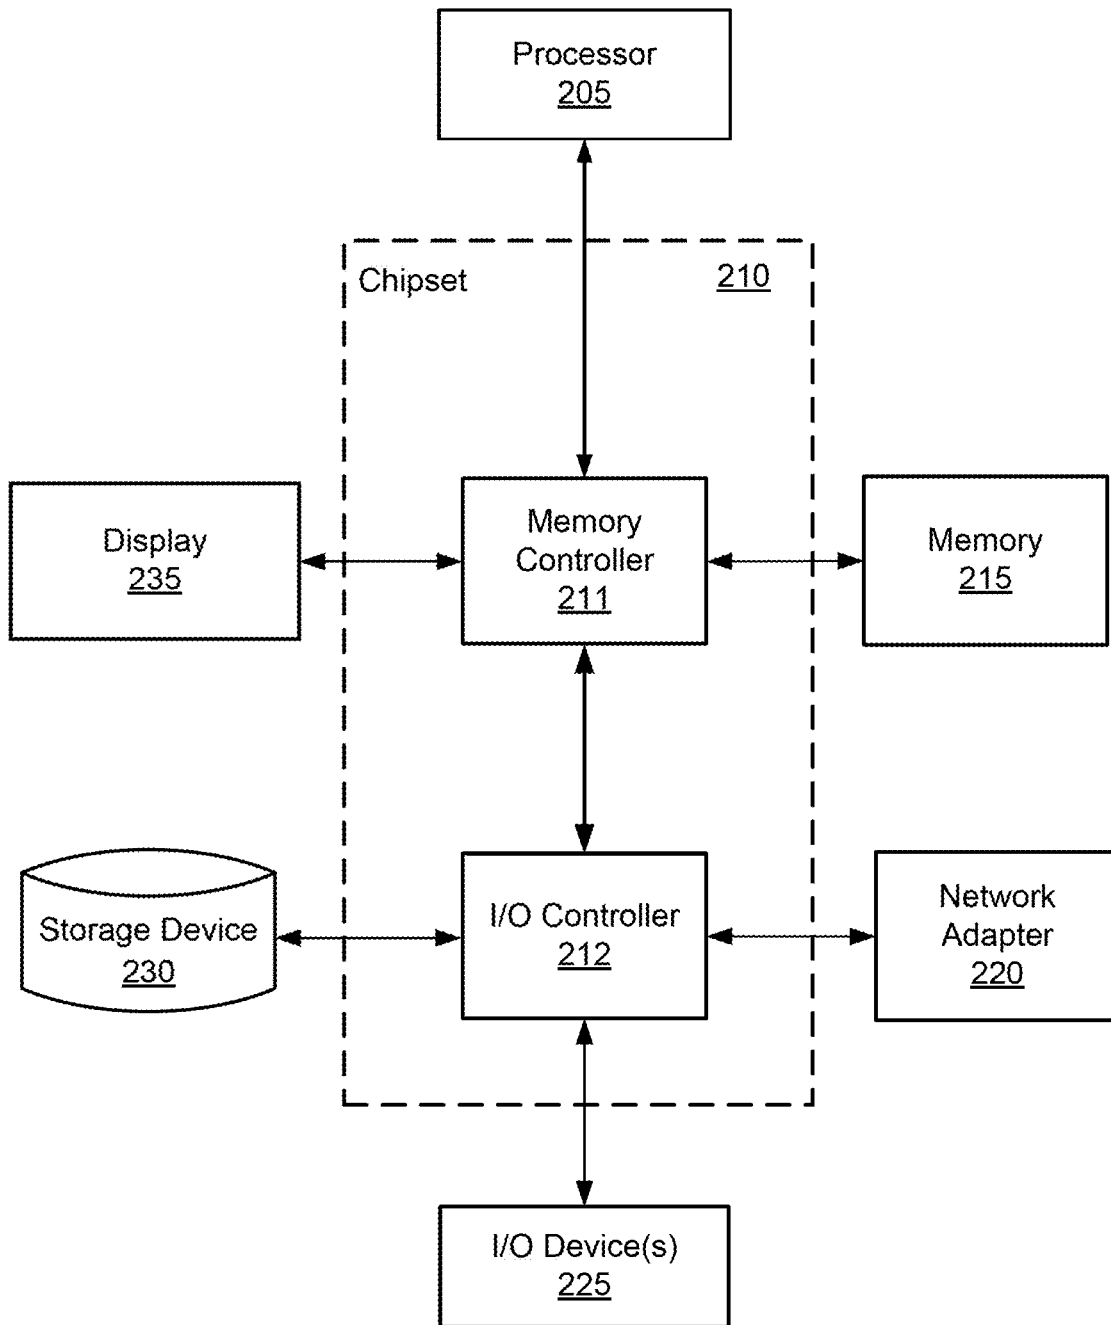 Processor
205
Chipset
210
Display
235
Memory
Controller
211
Memory
215
Storage Device
230
I/O Controller
212
Network
Adapter
220
I/O Device(s)
225